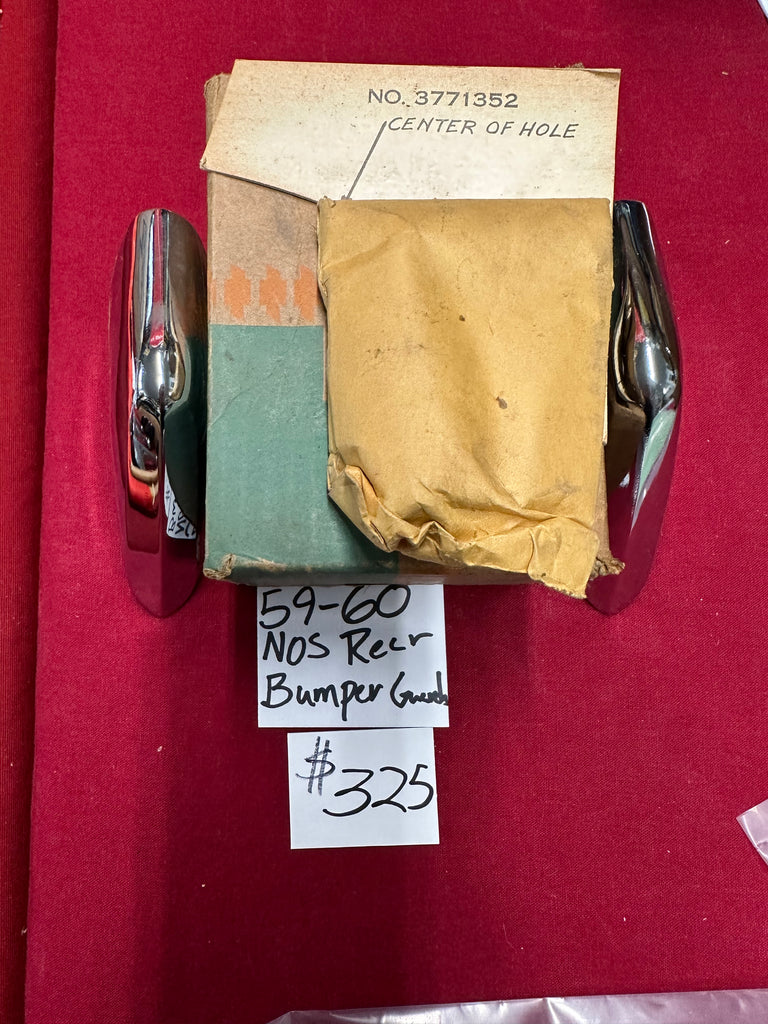 NO. 3771352
CENTER OF HOLE
59-60
NOS Rear
Bumper Guards
$325